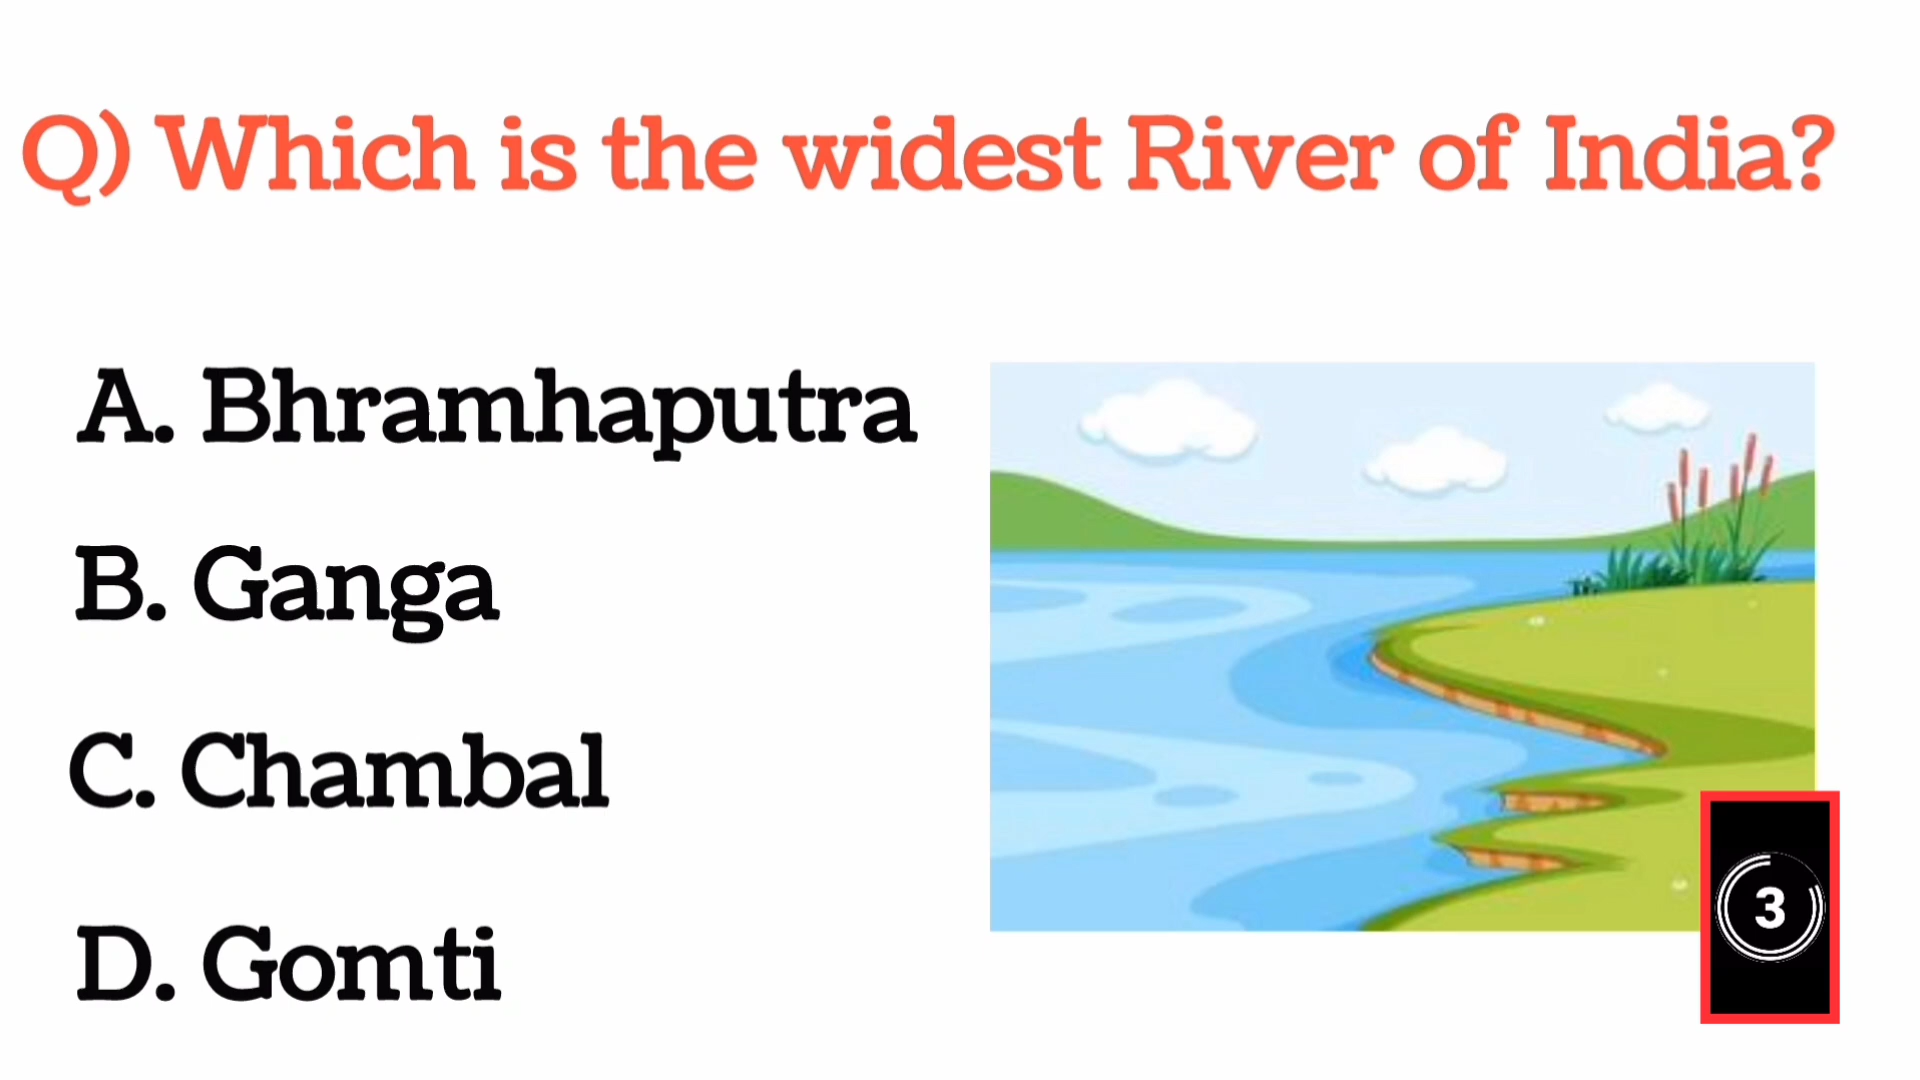 Q) Which is the widest River of India?
A. Bhramhaputra
B. Ganga
C. Chambal
D. Gomti
3